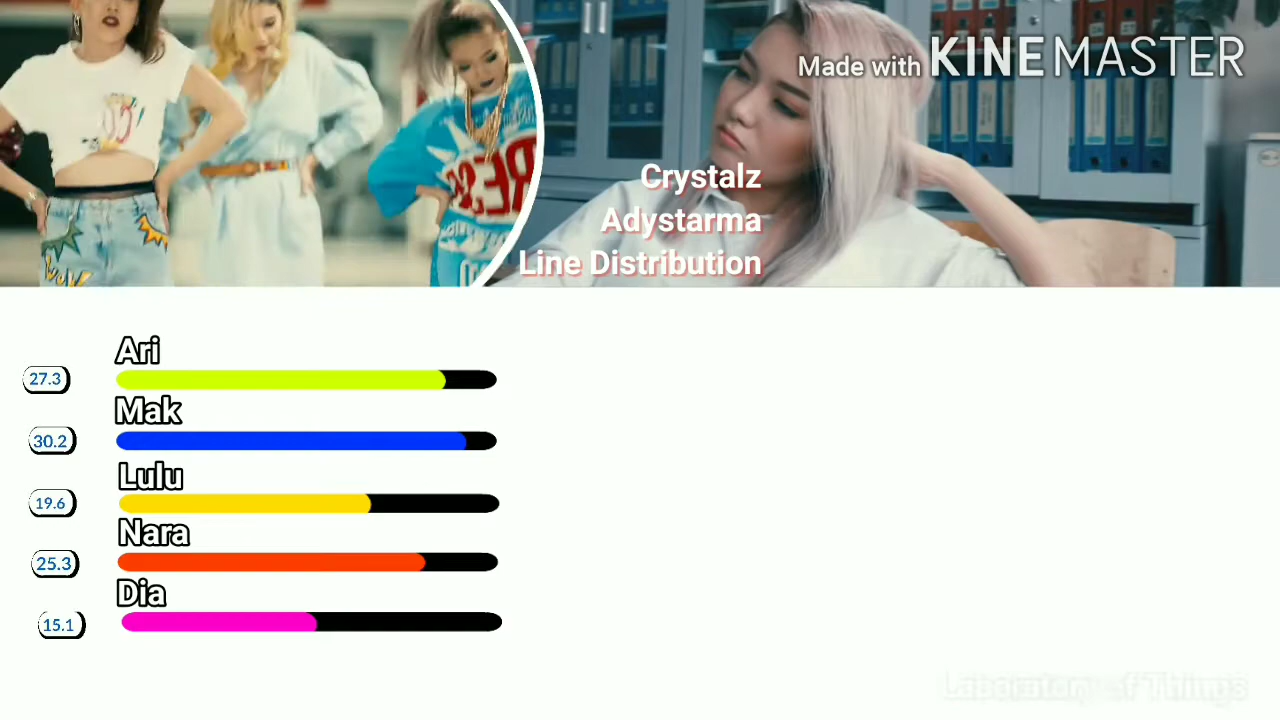 Made with KINEMASTER
Crystalz
Adystarma
Line Distribution
Ari
27.3
Mak
30.2
Lulu
19.6
Nara
25.3
Dia
15.1